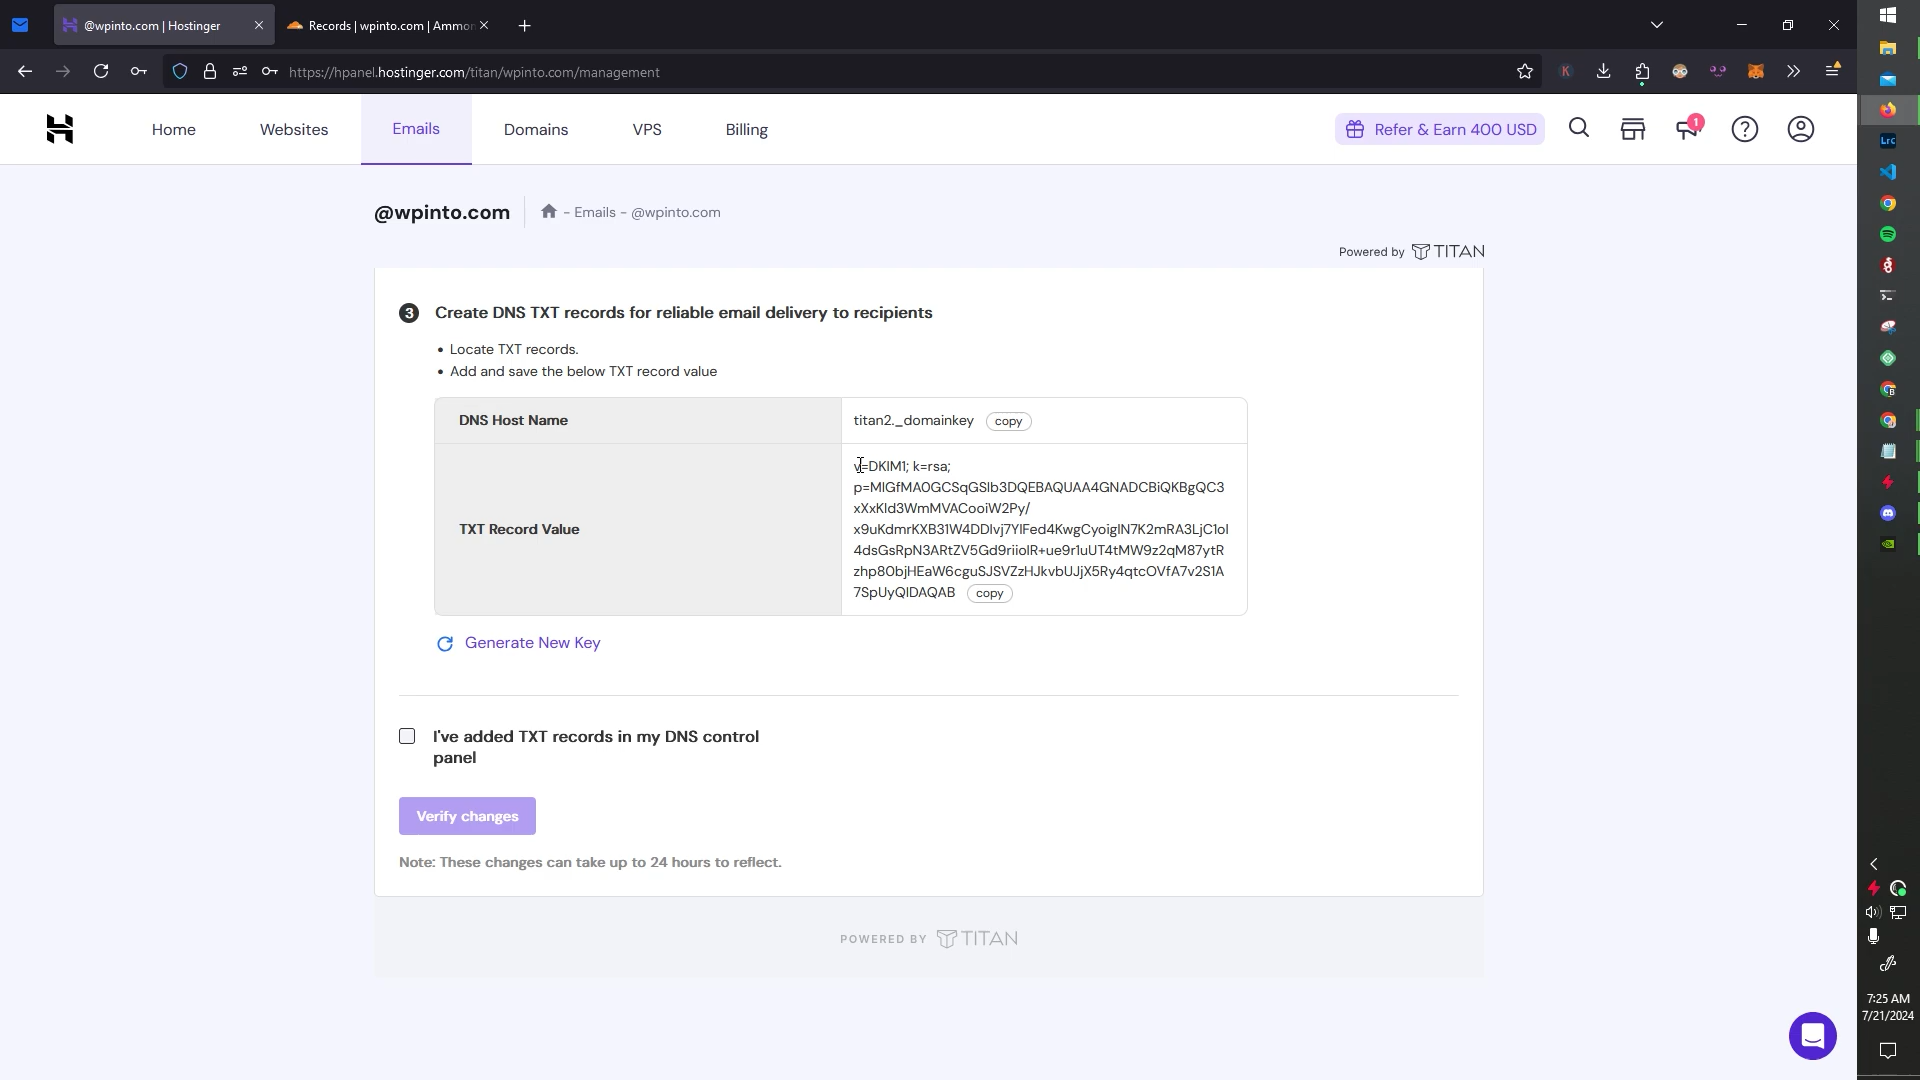 @wpinto.com | Hostinger
Records | wpinto.com | Ammon
https://hpanel.hostinger.com/titan/wpinto.com/management
Home
Websites
Emails
Domains
VPS
Billing
Refer & Earn 400 USD
1
@wpinto.com
- Emails - @wpinto.com
Powered by TITAN
3 Create DNS TXT records for reliable email delivery to recipients
• Locate TXT records.
• Add and save the below TXT record value
DNS Host Name
titan2._domainkey copy
TXT Record Value
v=DKIM1; k=rsa;
p=MIGfMA0GCSqGSIb3DQEBAQUAA4GNADCBiQKBgQC3
xXxKld3WmMVACooiW2Py/
x9uKdmrKXB31W4DDlvj7YlFed4KwgCyoiglN7K2mRA3LjC1ol
4dsGsRpN3ARtZV5Gd9riiolR+ue9r1uUT4tMW9z2qM87ytR
zhp80bjHEaW6cguSJSVZzHJkvbUJjX5Ry4qtcOVfA7v2S1A
7SpUyQIDAQAB copy
Generate New Key
I've added TXT records in my DNS control
panel
Verify changes
Note: These changes can take up to 24 hours to reflect.
POWERED BY TITAN
Lrc
7:25 AM
7/21/2024